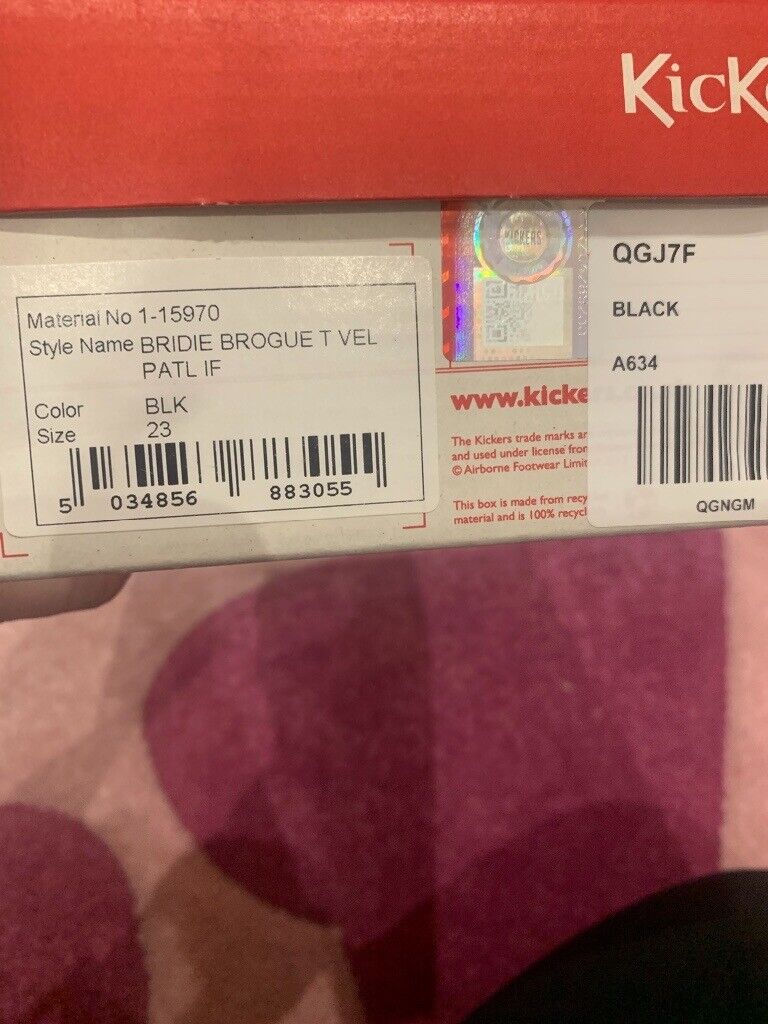 KicK
KICKERS
Material No 1-15970
Style Name BRIDIE BROGUE T VEL
PATL IF
Color BLK
Size 23
5 034856 883055
www.kicke
The Kickers trade marks ar
and used under license from
© Airborne Footwear Limit
This box is made from recy
material and is 100% recycl
QGJ7F
BLACK
A634
QGNGM